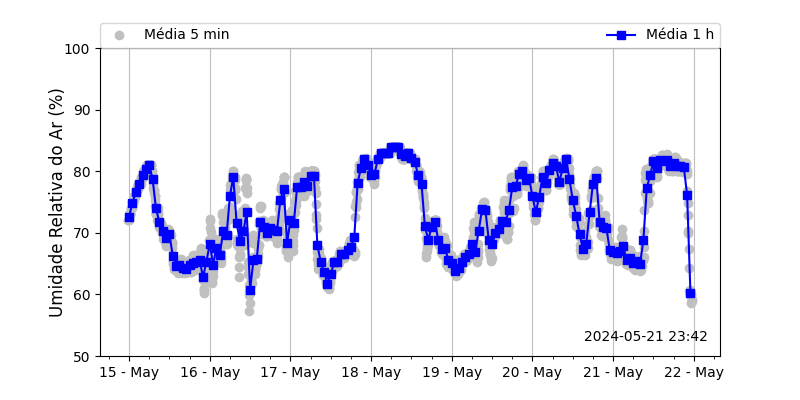 Média 5 min
Média 1 h
Umidade Relativa do Ar (%)
100
90
80
70
60
50
2024-05-21 23:42
15 - May
16 - May
17 - May
18 - May
19 - May
20 - May
21 - May
22 - May